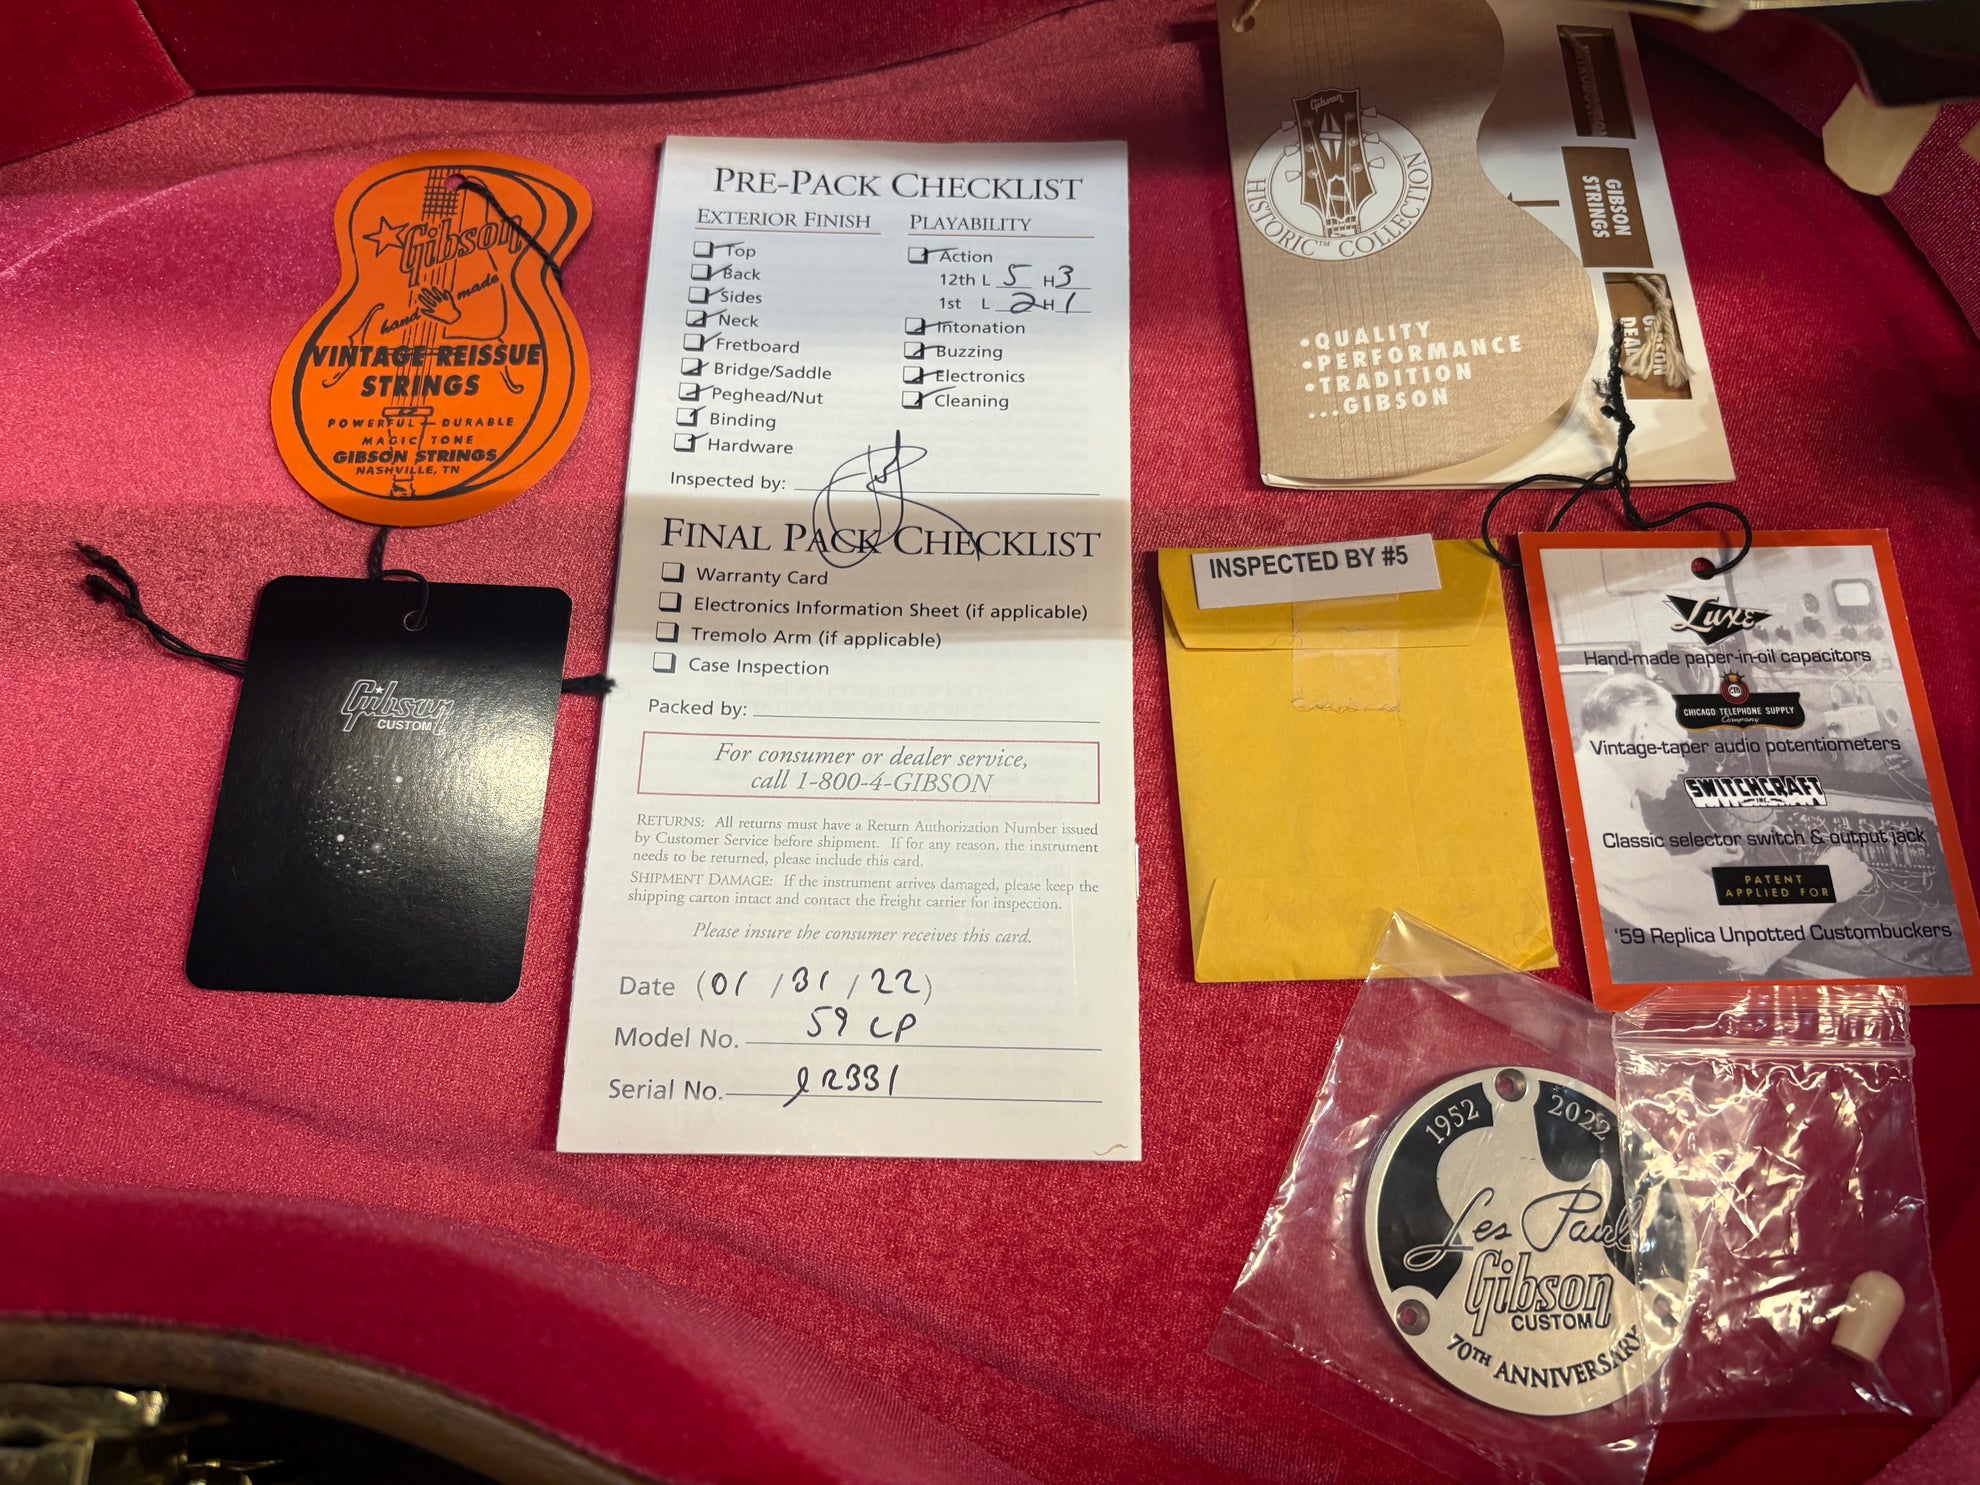 Gibson
hand made
VINTAGE REISSUE
STRINGS
POWERFUL — DURABLE
MAGIC TONE
GIBSON STRINGS
NASHVILLE, TN
Gibson
CUSTOM
PRE-PACK CHECKLIST
EXTERIOR FINISH
Top
Back
Sides
Neck
Fretboard
Bridge/Saddle
Peghead/Nut
Binding
Hardware
PLAYABILITY
Action
12th L 5 H 3
1st L 2 H 1
Intonation
Buzzing
Electronics
Cleaning
Inspected by:
FINAL PACK CHECKLIST
Warranty Card
Electronics Information Sheet (if applicable)
Tremolo Arm (if applicable)
Case Inspection
Packed by:
For consumer or dealer service,
call 1-800-4-GIBSON
RETURNS: All returns must have a Return Authorization Number issued
by Customer Service before shipment. If for any reason, the instrument
needs to be returned, please include this card.
SHIPMENT DAMAGE: If the instrument arrives damaged, please keep the
shipping carton intact and contact the freight carrier for inspection.
Please insure the consumer receives this card.
Date (01 / 31 / 22)
Model No. 59 LP
Serial No.
Gibson
HISTORIC™ COLLECTION
•QUALITY
•PERFORMANCE
•TRADITION
...GIBSON
GIBSON
STRINGS
GIBSON
INSPECTED BY #5
LUXE
Hand-made paper-in-oil capacitors
CTS
CHICAGO TELEPHONE SUPPLY
Company
Vintage-taper audio potentiometers
SWITCHCRAFT
INC.
Classic selector switch & output jack
PATENT
APPLIED FOR
'59 Replica Unpotted Custombuckers
1952 2022
Les Paul
Gibson
CUSTOM
70TH ANNIVERSARY